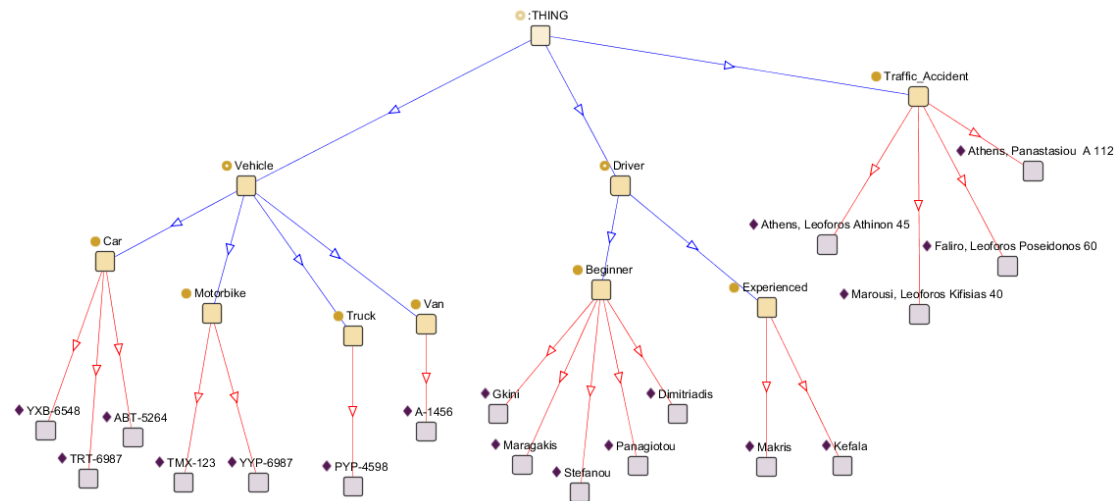 :THING
Traffic_Accident
Athens, Panastasiou A 112
Vehicle
Driver
Athens, Leoforos Athinon 45
Car
Faliro, Leoforos Poseidonos 60
Beginner
Experienced
Motorbike
Marousi, Leoforos Kifisias 40
Van
Truck
Gkini
Dimitriadis
YXB-6548
ABT-5264
A-1456
Maragakis
Panagiotou
Makris
Kefala
TRT-6987
TMX-123
YYP-6987
PYP-4598
Stefanou